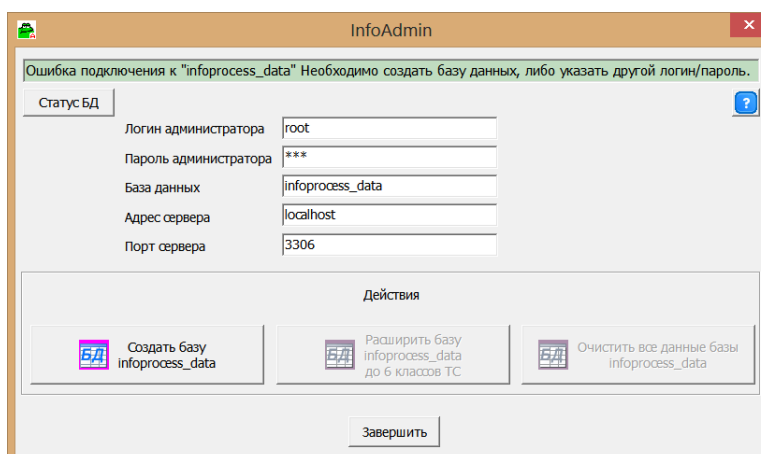 InfoAdmin
Ошибка подключения к "infoprocess_data" Необходимо создать базу данных, либо указать другой логин/пароль.
Статус БД
?
Логин администратора root
Пароль администратора ***
База данных infoprocess_data
Адрес сервера localhost
Порт сервера 3306
Действия
БД
Создать базу
infoprocess_data
БД
Расширить базу
infoprocess_data
до 6 классов ТС
БД
Очистить все данные базы
infoprocess_data
Завершить